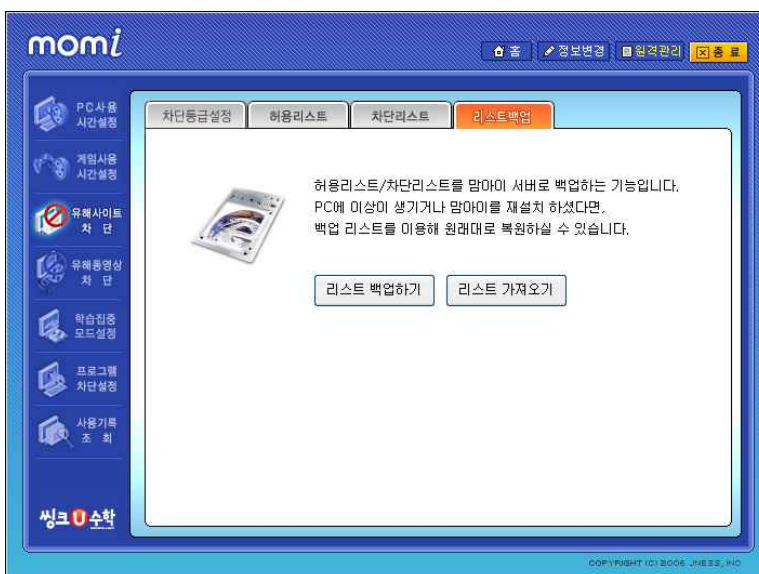 momi
홈 정보변경 원격관리 종 료
PC사용
시간설정
게임사용
시간설정
유해사이트
차 단
유해동영상
차 단
학습집중
모드설정
프로그램
차단설정
사용기록
조 회
씽크U수학
차단등급설정 허용리스트 차단리스트 리스트백업
허용리스트/차단리스트를 맘아이 서버로 백업하는 기능입니다.
PC에 이상이 생기거나 맘아이를 재설치 하셨다면,
백업 리스트를 이용해 원래대로 복원하실 수 있습니다.
리스트 백업하기 리스트 가져오기
COPYRIGHT (C) 2006 JNESS, INC